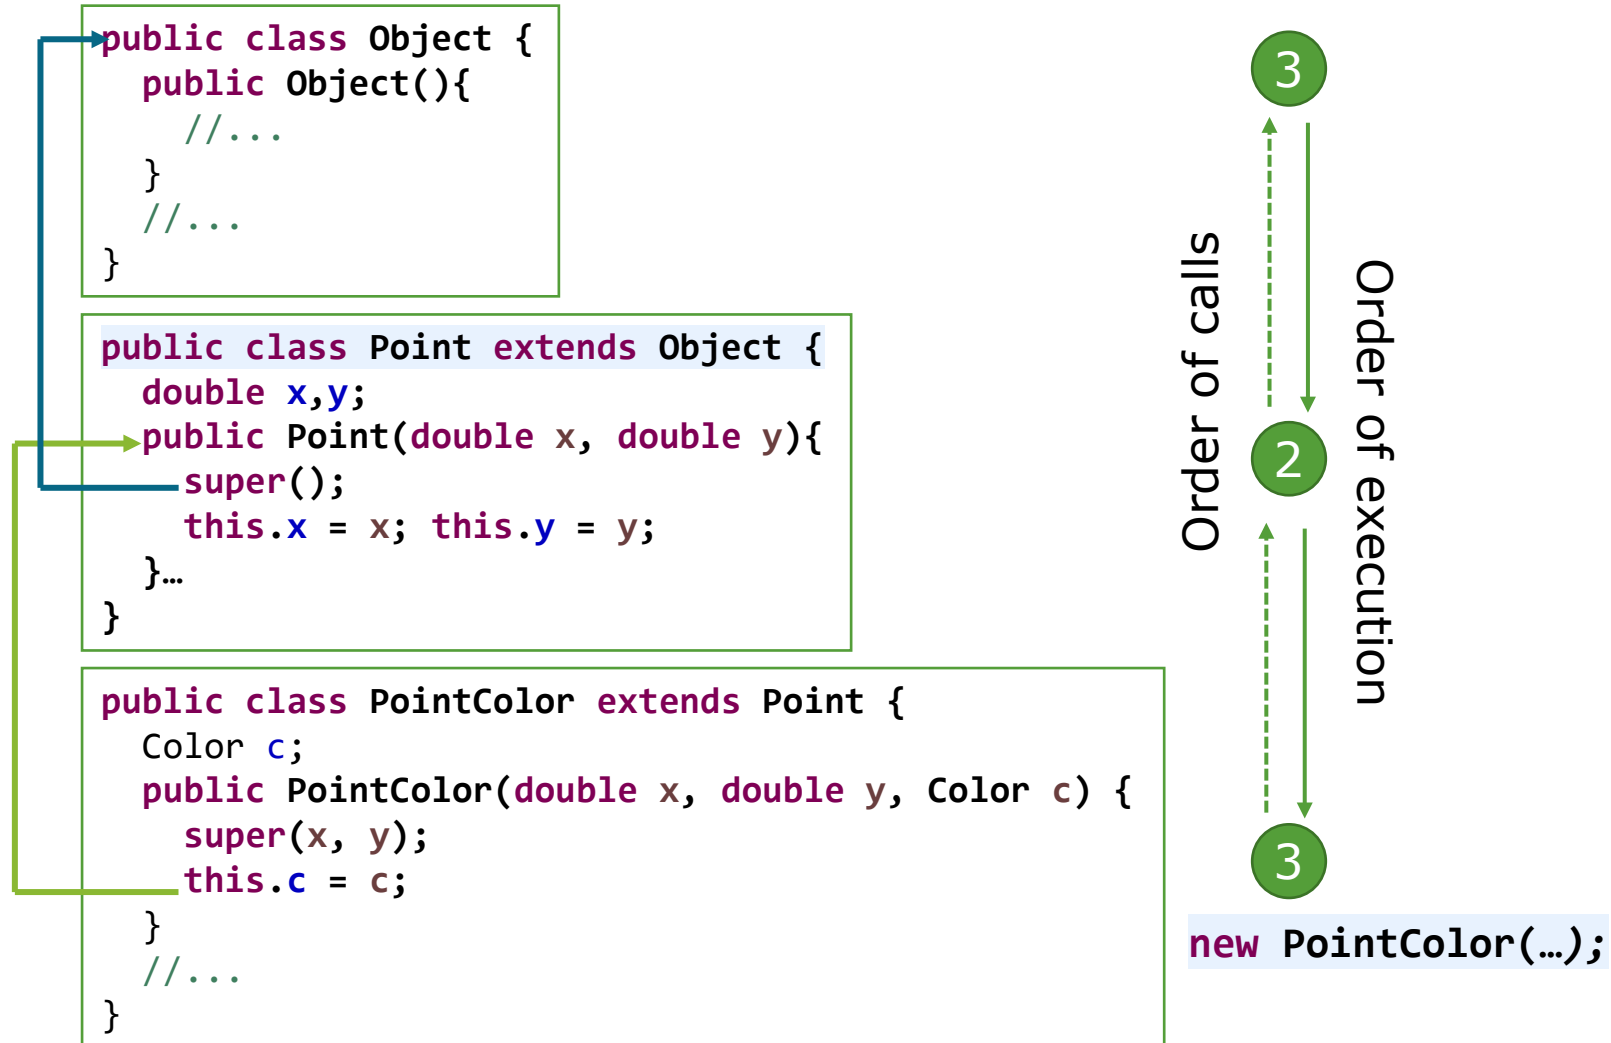 public class Object {
  public Object(){
    //...
  }
  //...
}
public class Point extends Object {
  double x,y;
  public Point(double x, double y){
    super();
    this.x = x; this.y = y;
  }…
}
public class PointColor extends Point {
  Color c;
  public PointColor(double x, double y, Color c) {
    super(x, y);
    this.c = c;
  }
  //...
}
3
Order of calls
Order of execution
2
3
new PointColor(…);